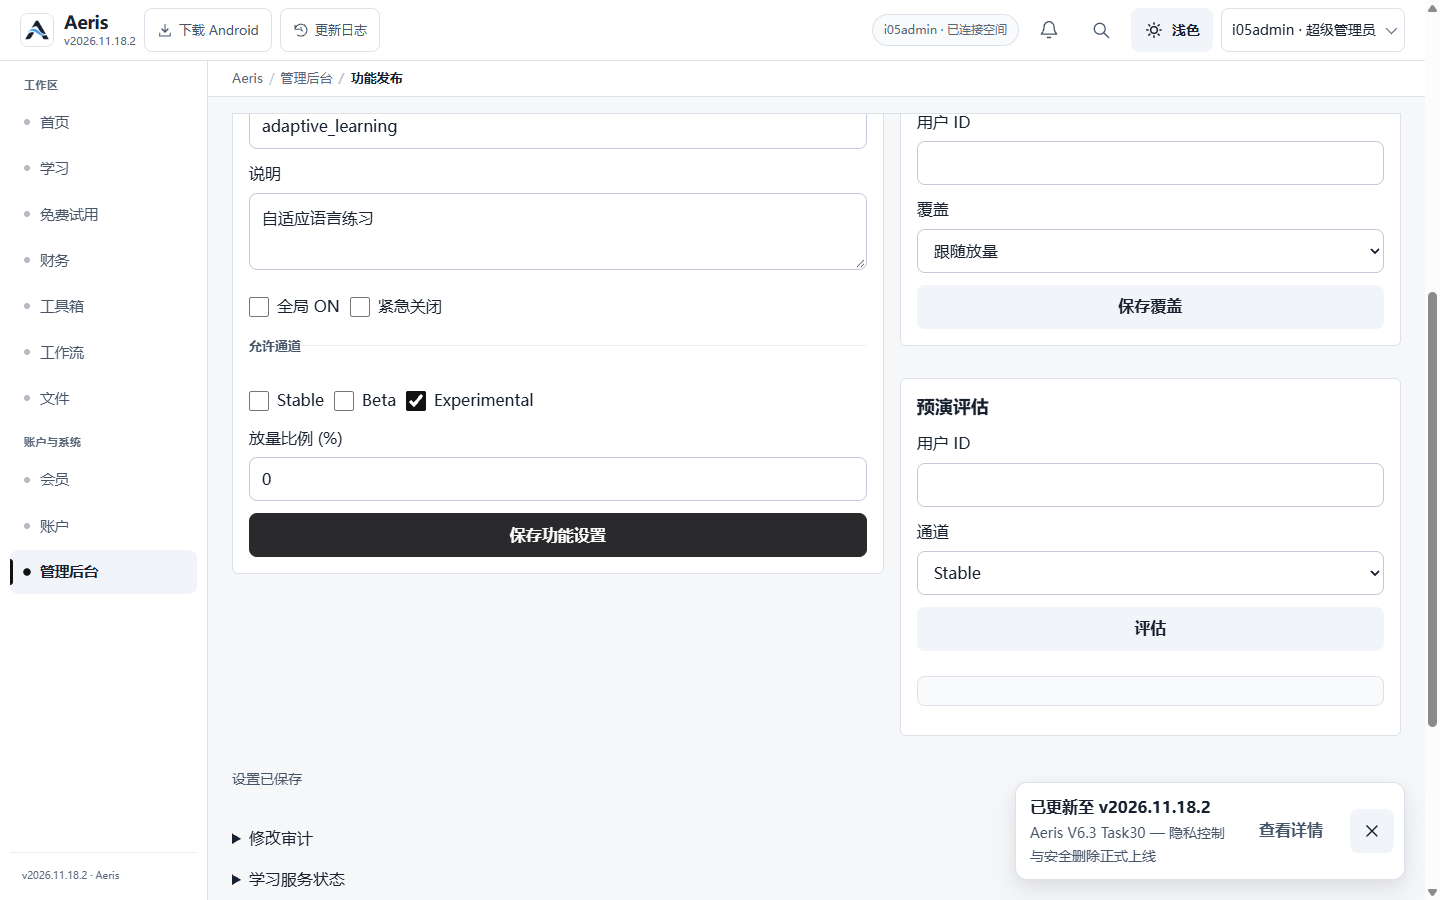 Aeris
v2026.11.18.2
下载 Android
更新日志
i05admin · 已连接空间
浅色
i05admin · 超级管理员
工作区
首页
学习
免费试用
财务
工具箱
工作流
文件
账户与系统
会员
账户
管理后台
v2026.11.18.2 · Aeris
Aeris / 管理后台 / 功能发布
adaptive_learning
说明
自适应语言练习
全局 ON 紧急关闭
允许通道
Stable Beta Experimental
放量比例 (%)
0
保存功能设置
用户 ID
覆盖
跟随放量
保存覆盖
预演评估
用户 ID
通道
Stable
评估
设置已保存
修改审计
学习服务状态
已更新至 v2026.11.18.2
Aeris V6.3 Task30 — 隐私控制
与安全删除正式上线
查看详情